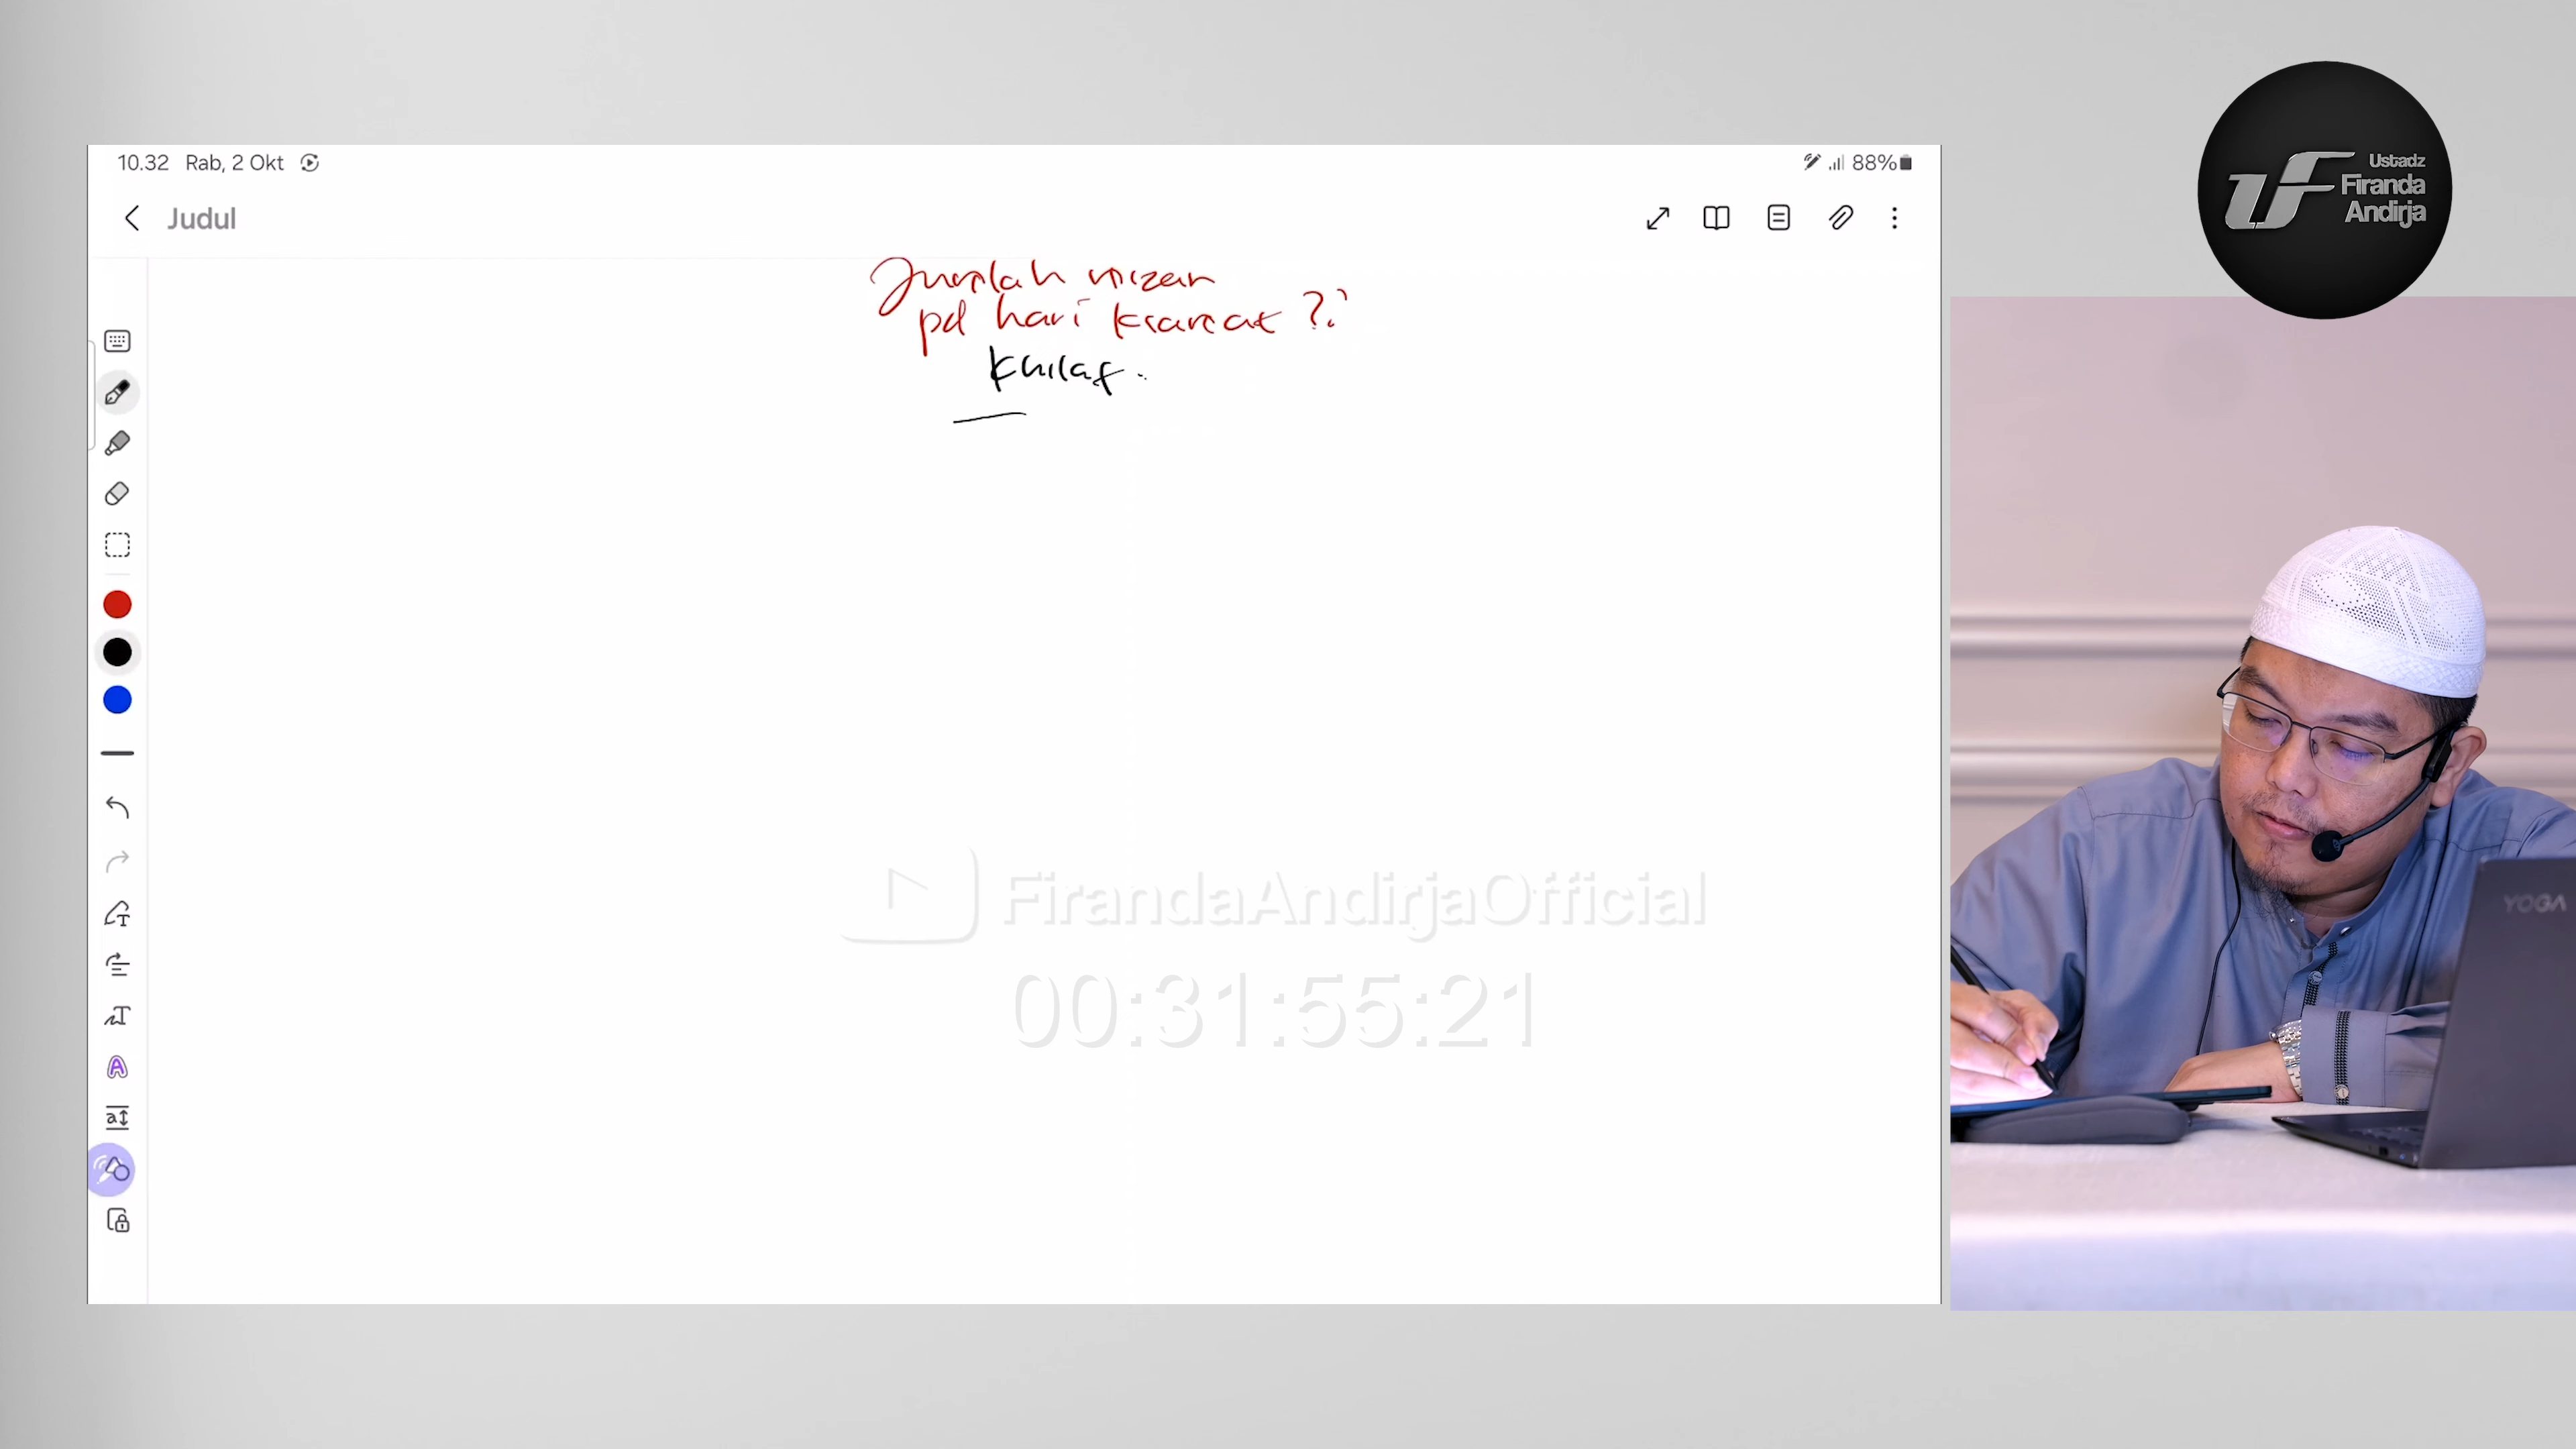 Ustadz
Firanda
Andirja
10.32 Rab, 2 Okt
88%
Judul
Jumlah mizan
pd hari kiamat ??
Khilaf.
FirandaAndirjaOfficial
00:31:55:21
YOGA